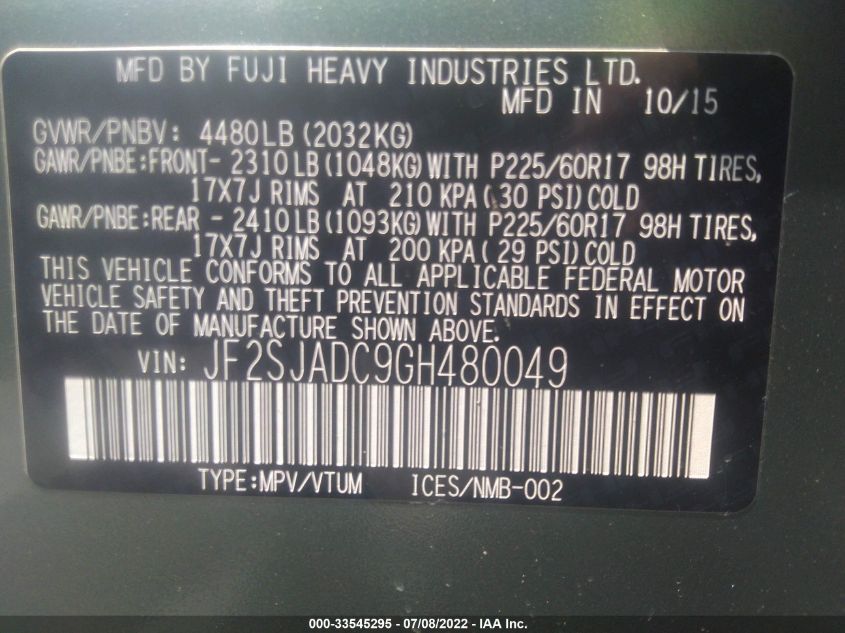 MFD BY FUJI HEAVY INDUSTRIES LTD.
MFD IN 10/15
GVWR/PNBV: 4480LB (2032KG)
GAWR/PNBE:FRONT- 2310LB (1048KG) WITH P225/60R17 98H TIRES,
17X7J RIMS AT 210 KPA ( 30 PSI) COLD
GAWR/PNBE:REAR - 2410LB (1093KG) WITH P225/60R17 98H TIRES,
17X7J RIMS AT 200 KPA ( 29 PSI) COLD
THIS VEHICLE CONFORMS TO ALL APPLICABLE FEDERAL MOTOR
VEHICLE SAFETY AND THEFT PREVENTION STANDARDS IN EFFECT ON
THE DATE OF MANUFACTURE SHOWN ABOVE.
VIN: JF2SJADC9GH480049
TYPE:MPV/VTUM ICES/NMB-002
000-33545295 - 07/08/2022 - IAA Inc.